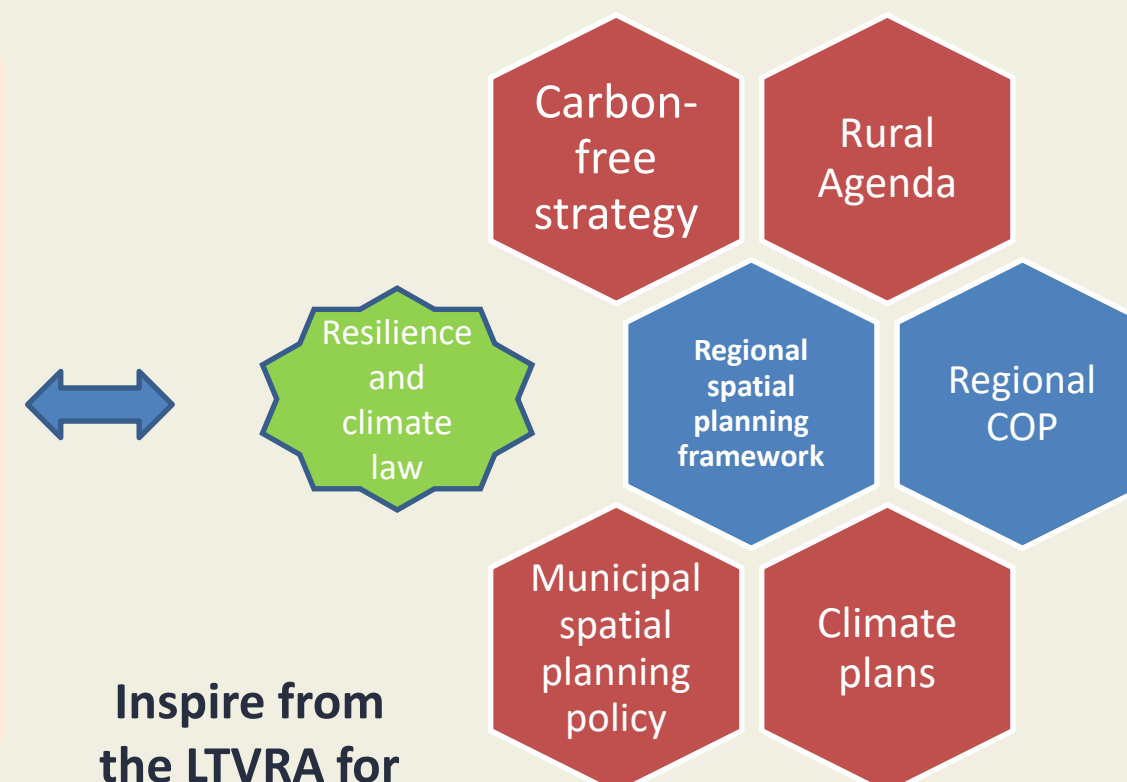 Carbon-
free
strategy
Rural
Agenda
Resilience
and
climate
law
Regional
spatial
planning
framework
Regional
COP
Municipal
spatial
planning
policy
Climate
plans
Inspire from
the LTVRA for